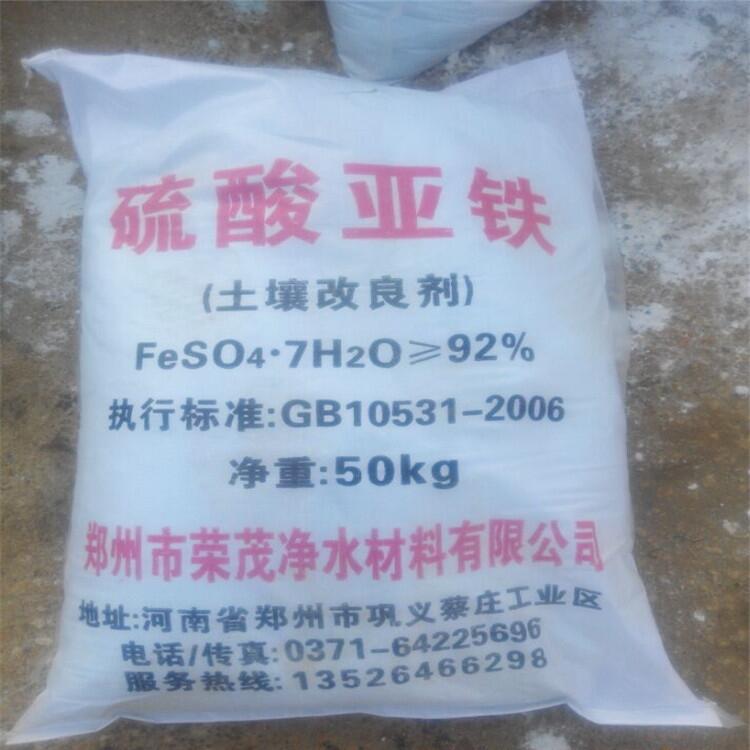 硫酸亚铁
(土壤改良剂)
FeSO4·7H2O≥92%
执行标准:GB10531-2006
净重:50kg
郑州市荣茂净水材料有限公司
地址:河南省郑州市巩义蔡庄工业区
电话/传真:0371-64225696
服务热线:13526466298